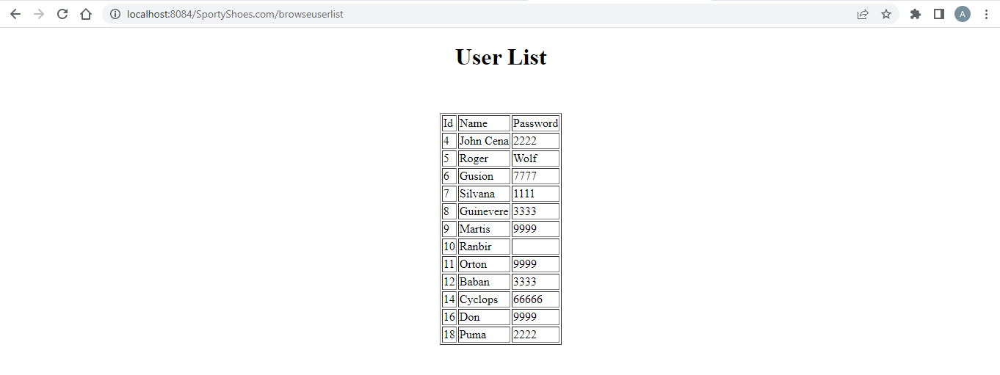 localhost:8084/SportyShoes.com/browseuserlist
A
User List
Id Name Password
4 John Cena 2222
5 Roger Wolf
6 Gusion 7777
7 Silvana 1111
8 Guinevere 3333
9 Martis 9999
10 Ranbir
11 Orton 9999
12 Baban 3333
14 Cyclops 66666
16 Don 9999
18 Puma 2222